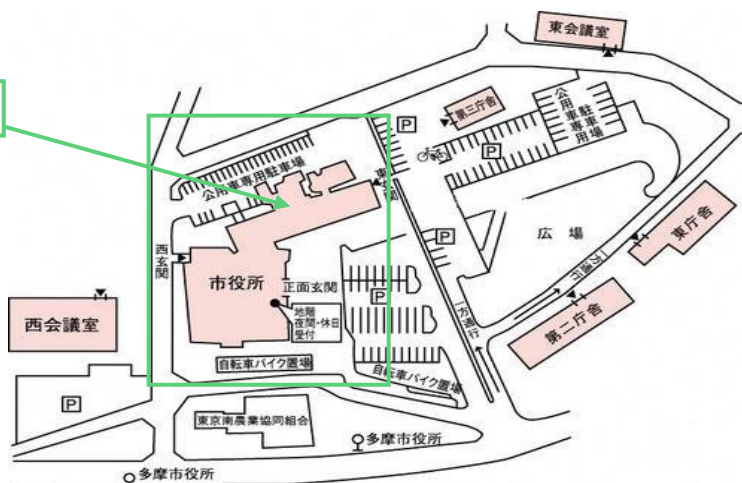 東会議室
第三庁舎
公用車専用駐車場
P
P
公用車専用駐車場
東玄関
P
広場
東庁舎
一方通行
西玄関
市役所
正面玄関
P
地階
夜間・休日
受付
一方通行
第二庁舎
西会議室
自転車バイク置場
自転車バイク置場
P
東京南農業協同組合
多摩市役所
多摩市役所